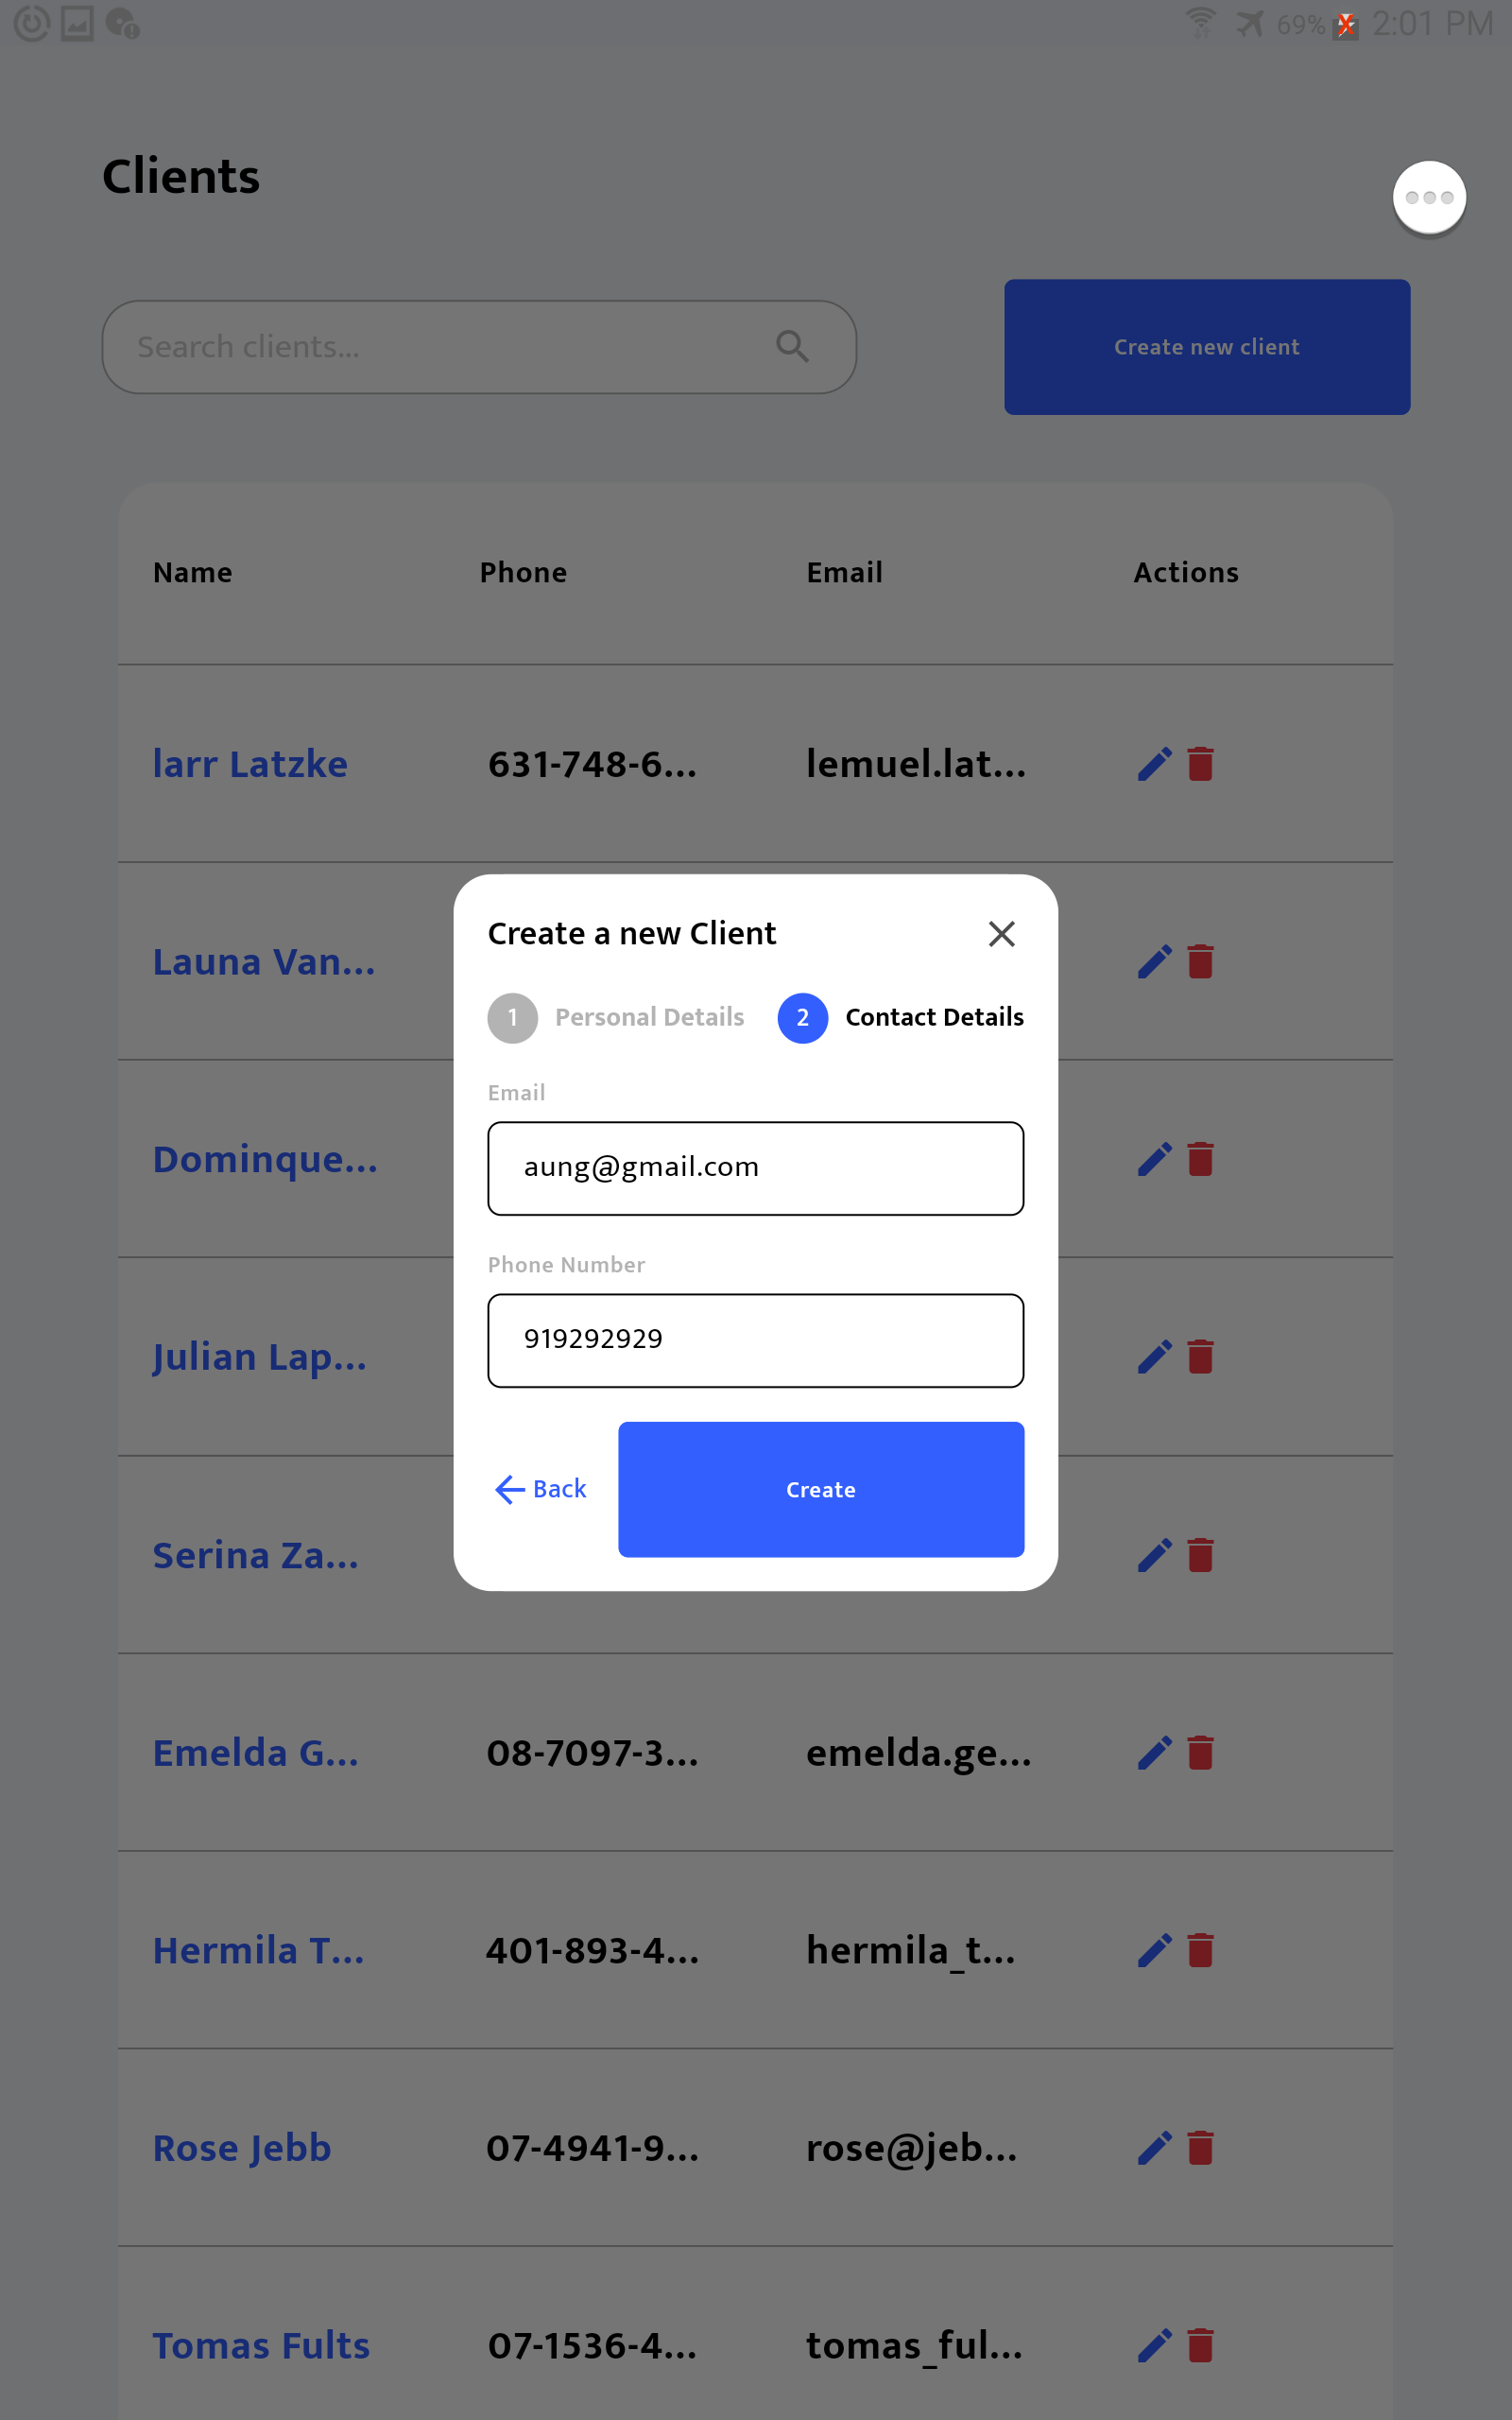 69% 2:01 PM
Clients
Search clients...
Create new client
Name Phone Email Actions
larr Latzke 631-748-6... lemuel.lat...
Launa Van...
Create a new Client
1 Personal Details 2 Contact Details
Email
Dominque...
aung@gmail.com
Phone Number
919292929
Julian Lap...
Back Create
Serina Za...
Emelda G... 08-7097-3... emelda.ge...
Hermila T... 401-893-4... hermila_t...
Rose Jebb 07-4941-9... rose@jeb...
Tomas Fults 07-1536-4... tomas_ful...